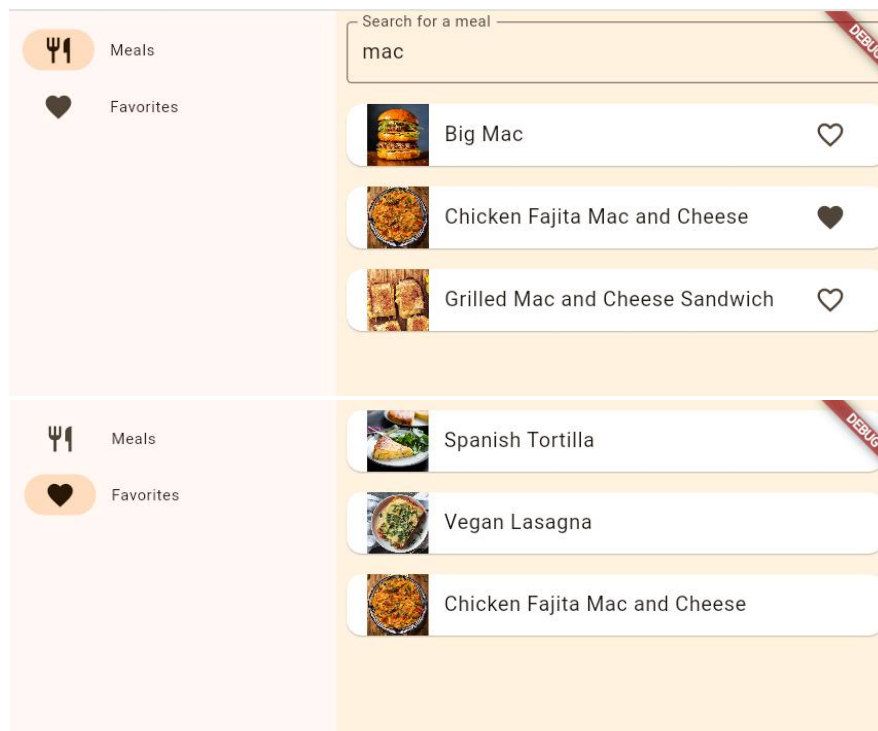 Search for a meal
DEBUG
Meals
mac
Favorites
Big Mac
Chicken Fajita Mac and Cheese
Grilled Mac and Cheese Sandwich
DEBUG
Meals
Spanish Tortilla
Favorites
Vegan Lasagna
Chicken Fajita Mac and Cheese